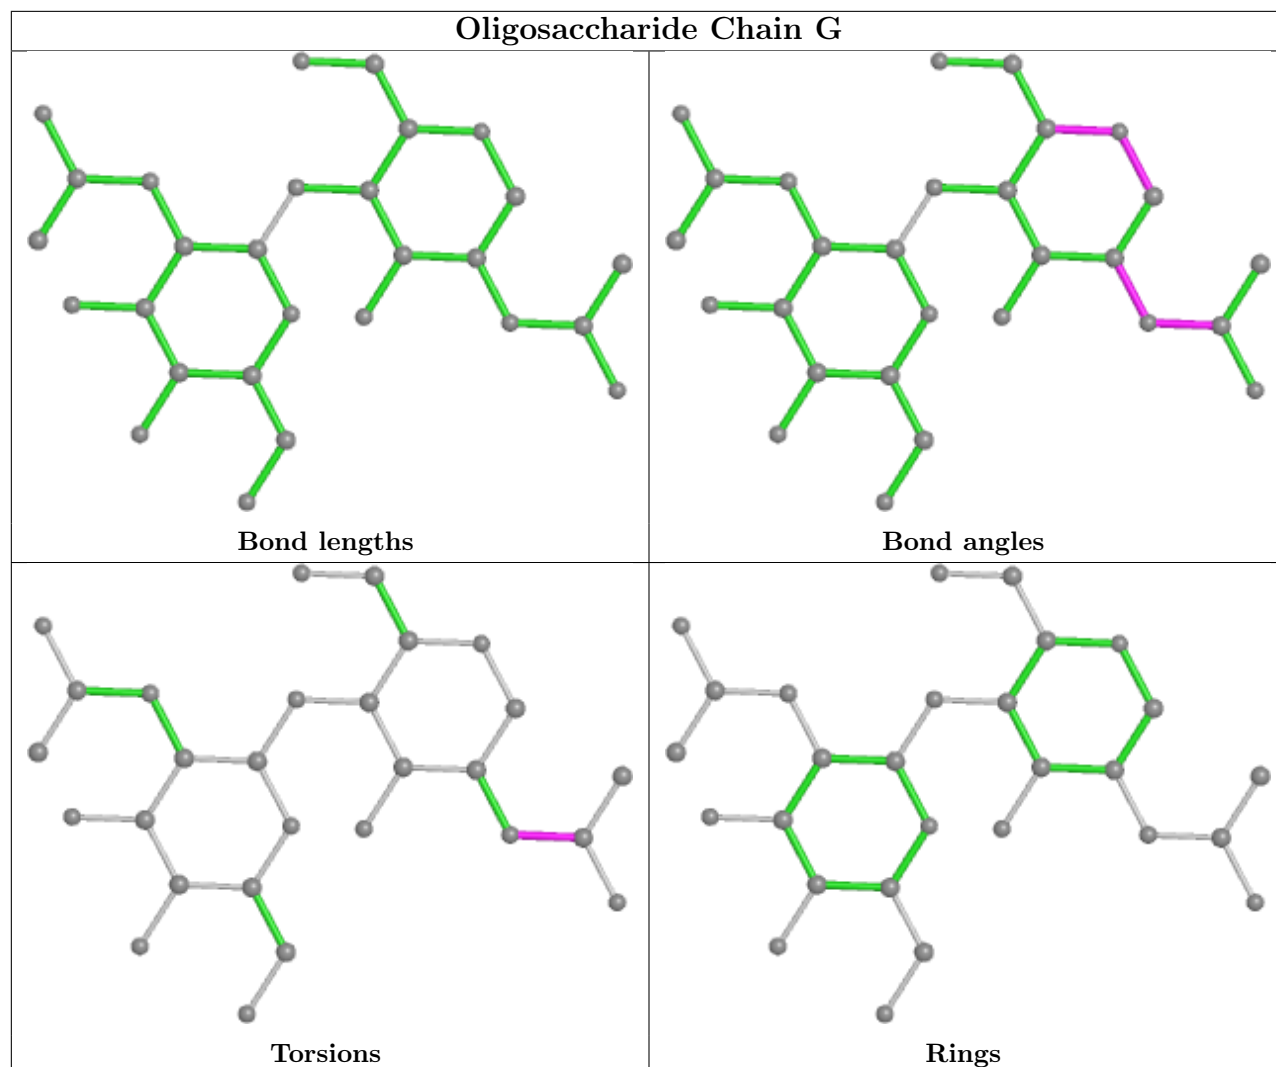 Oligosaccharide Chain G
Bond lengths
Bond angles
Torsions
Rings